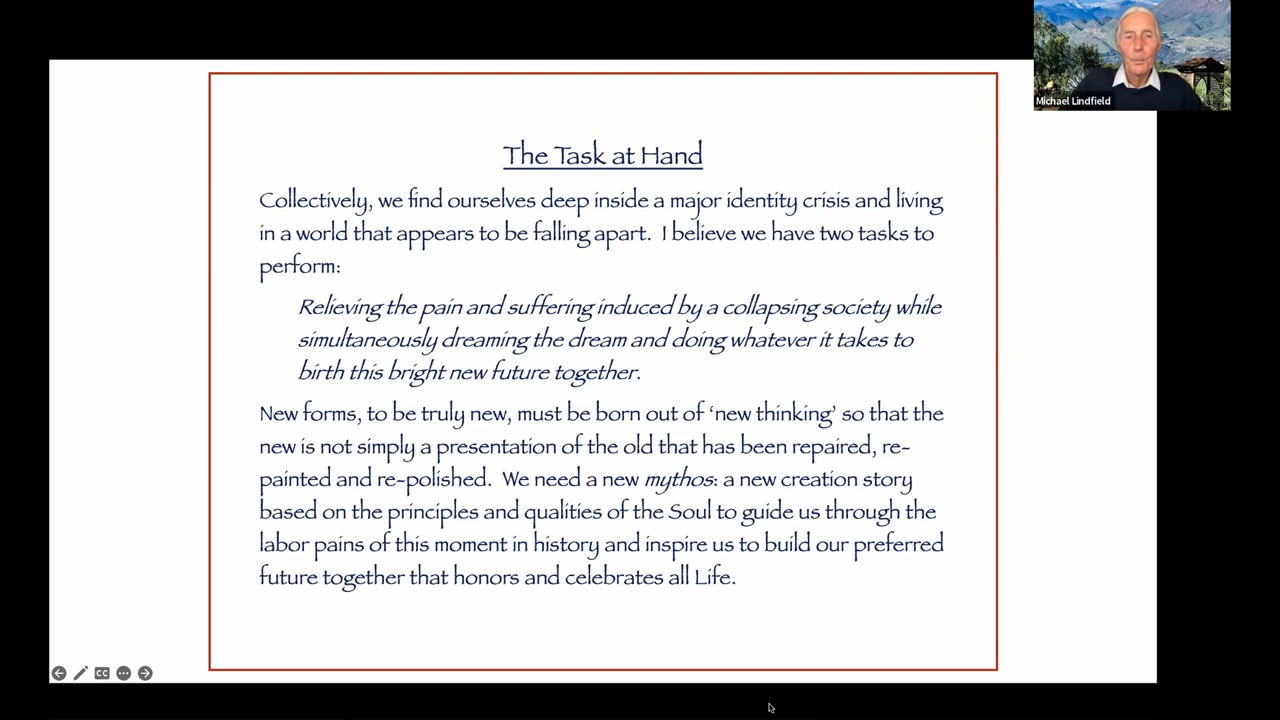 Michael Lindfield
The Task at Hand
Collectively, we find ourselves deep inside a major identity crisis and living
in a world that appears to be falling apart.  I believe we have two tasks to
perform:
Relieving the pain and suffering induced by a collapsing society while
simultaneously dreaming the dream and doing whatever it takes to
birth this bright new future together.
New forms, to be truly new, must be born out of ‘new thinking’ so that the
new is not simply a presentation of the old that has been repaired, re-
painted and re-polished.  We need a new mythos: a new creation story
based on the principles and qualities of the Soul to guide us through the
labor pains of this moment in history and inspire us to build our preferred
future together that honors and celebrates all Life.
CC